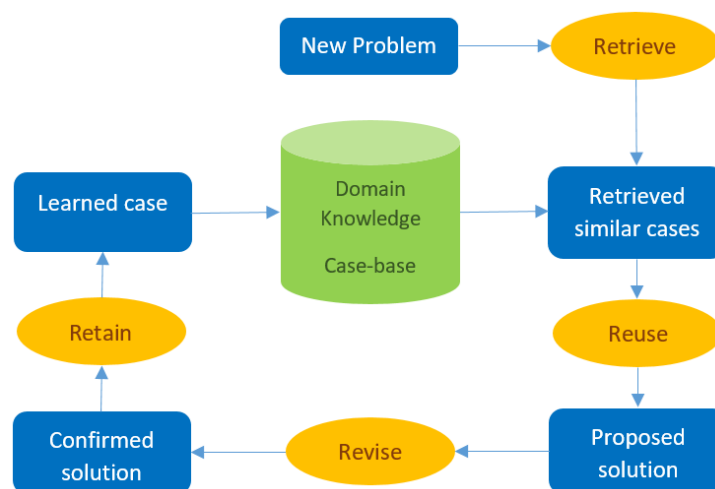 New Problem
Retrieve
Learned case
Domain
Knowledge
Case-base
Retrieved
similar cases
Retain
Reuse
Confirmed
solution
Revise
Proposed
solution